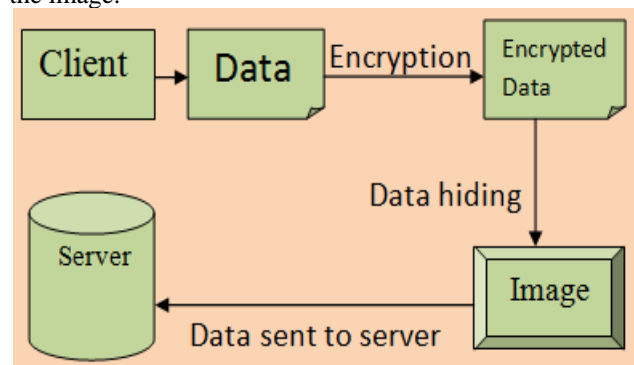 the image.
Client
Data
Encryption
Encrypted
Data
Data hiding
Server
Image
Data sent to server